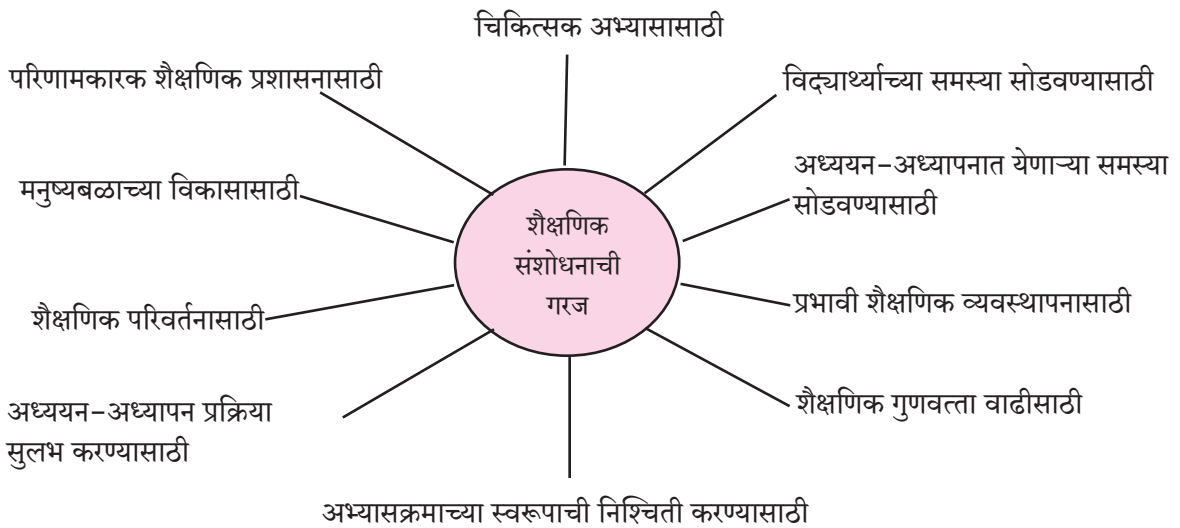 चिकित्सक अभ्यासासाठी
परिणामकारक शैक्षणिक प्रशासनासाठी
विद्यार्थ्याच्या समस्या सोडवण्यासाठी
मनुष्यबळाच्या विकासासाठी
अध्ययन-अध्यापनात येणाऱ्या समस्या
सोडवण्यासाठी
शैक्षणिक
संशोधनाची
गरज
शैक्षणिक परिवर्तनासाठी
प्रभावी शैक्षणिक व्यवस्थापनासाठी
अध्ययन-अध्यापन प्रक्रिया
सुलभ करण्यासाठी
शैक्षणिक गुणवत्ता वाढीसाठी
अभ्यासक्रमाच्या स्वरूपाची निश्चिती करण्यासाठी